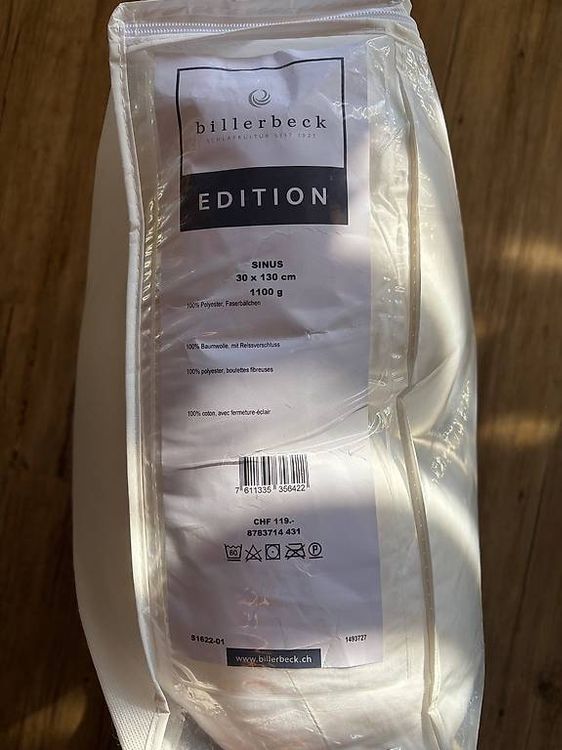 billerbeck
SCHLAFKULTUR SEIT 1921
EDITION
SINUS
30 x 130 cm
1100 g
100% Polyester, Faserbällchen
100% Baumwolle, mit Reissverschluss
100% polyester, boulettes fibreuses
100% coton, avec fermeture-éclair
7 611335 356422
CHF 119.-
8783714 431
60 P
S1622-01 1493727
www.billerbeck.ch